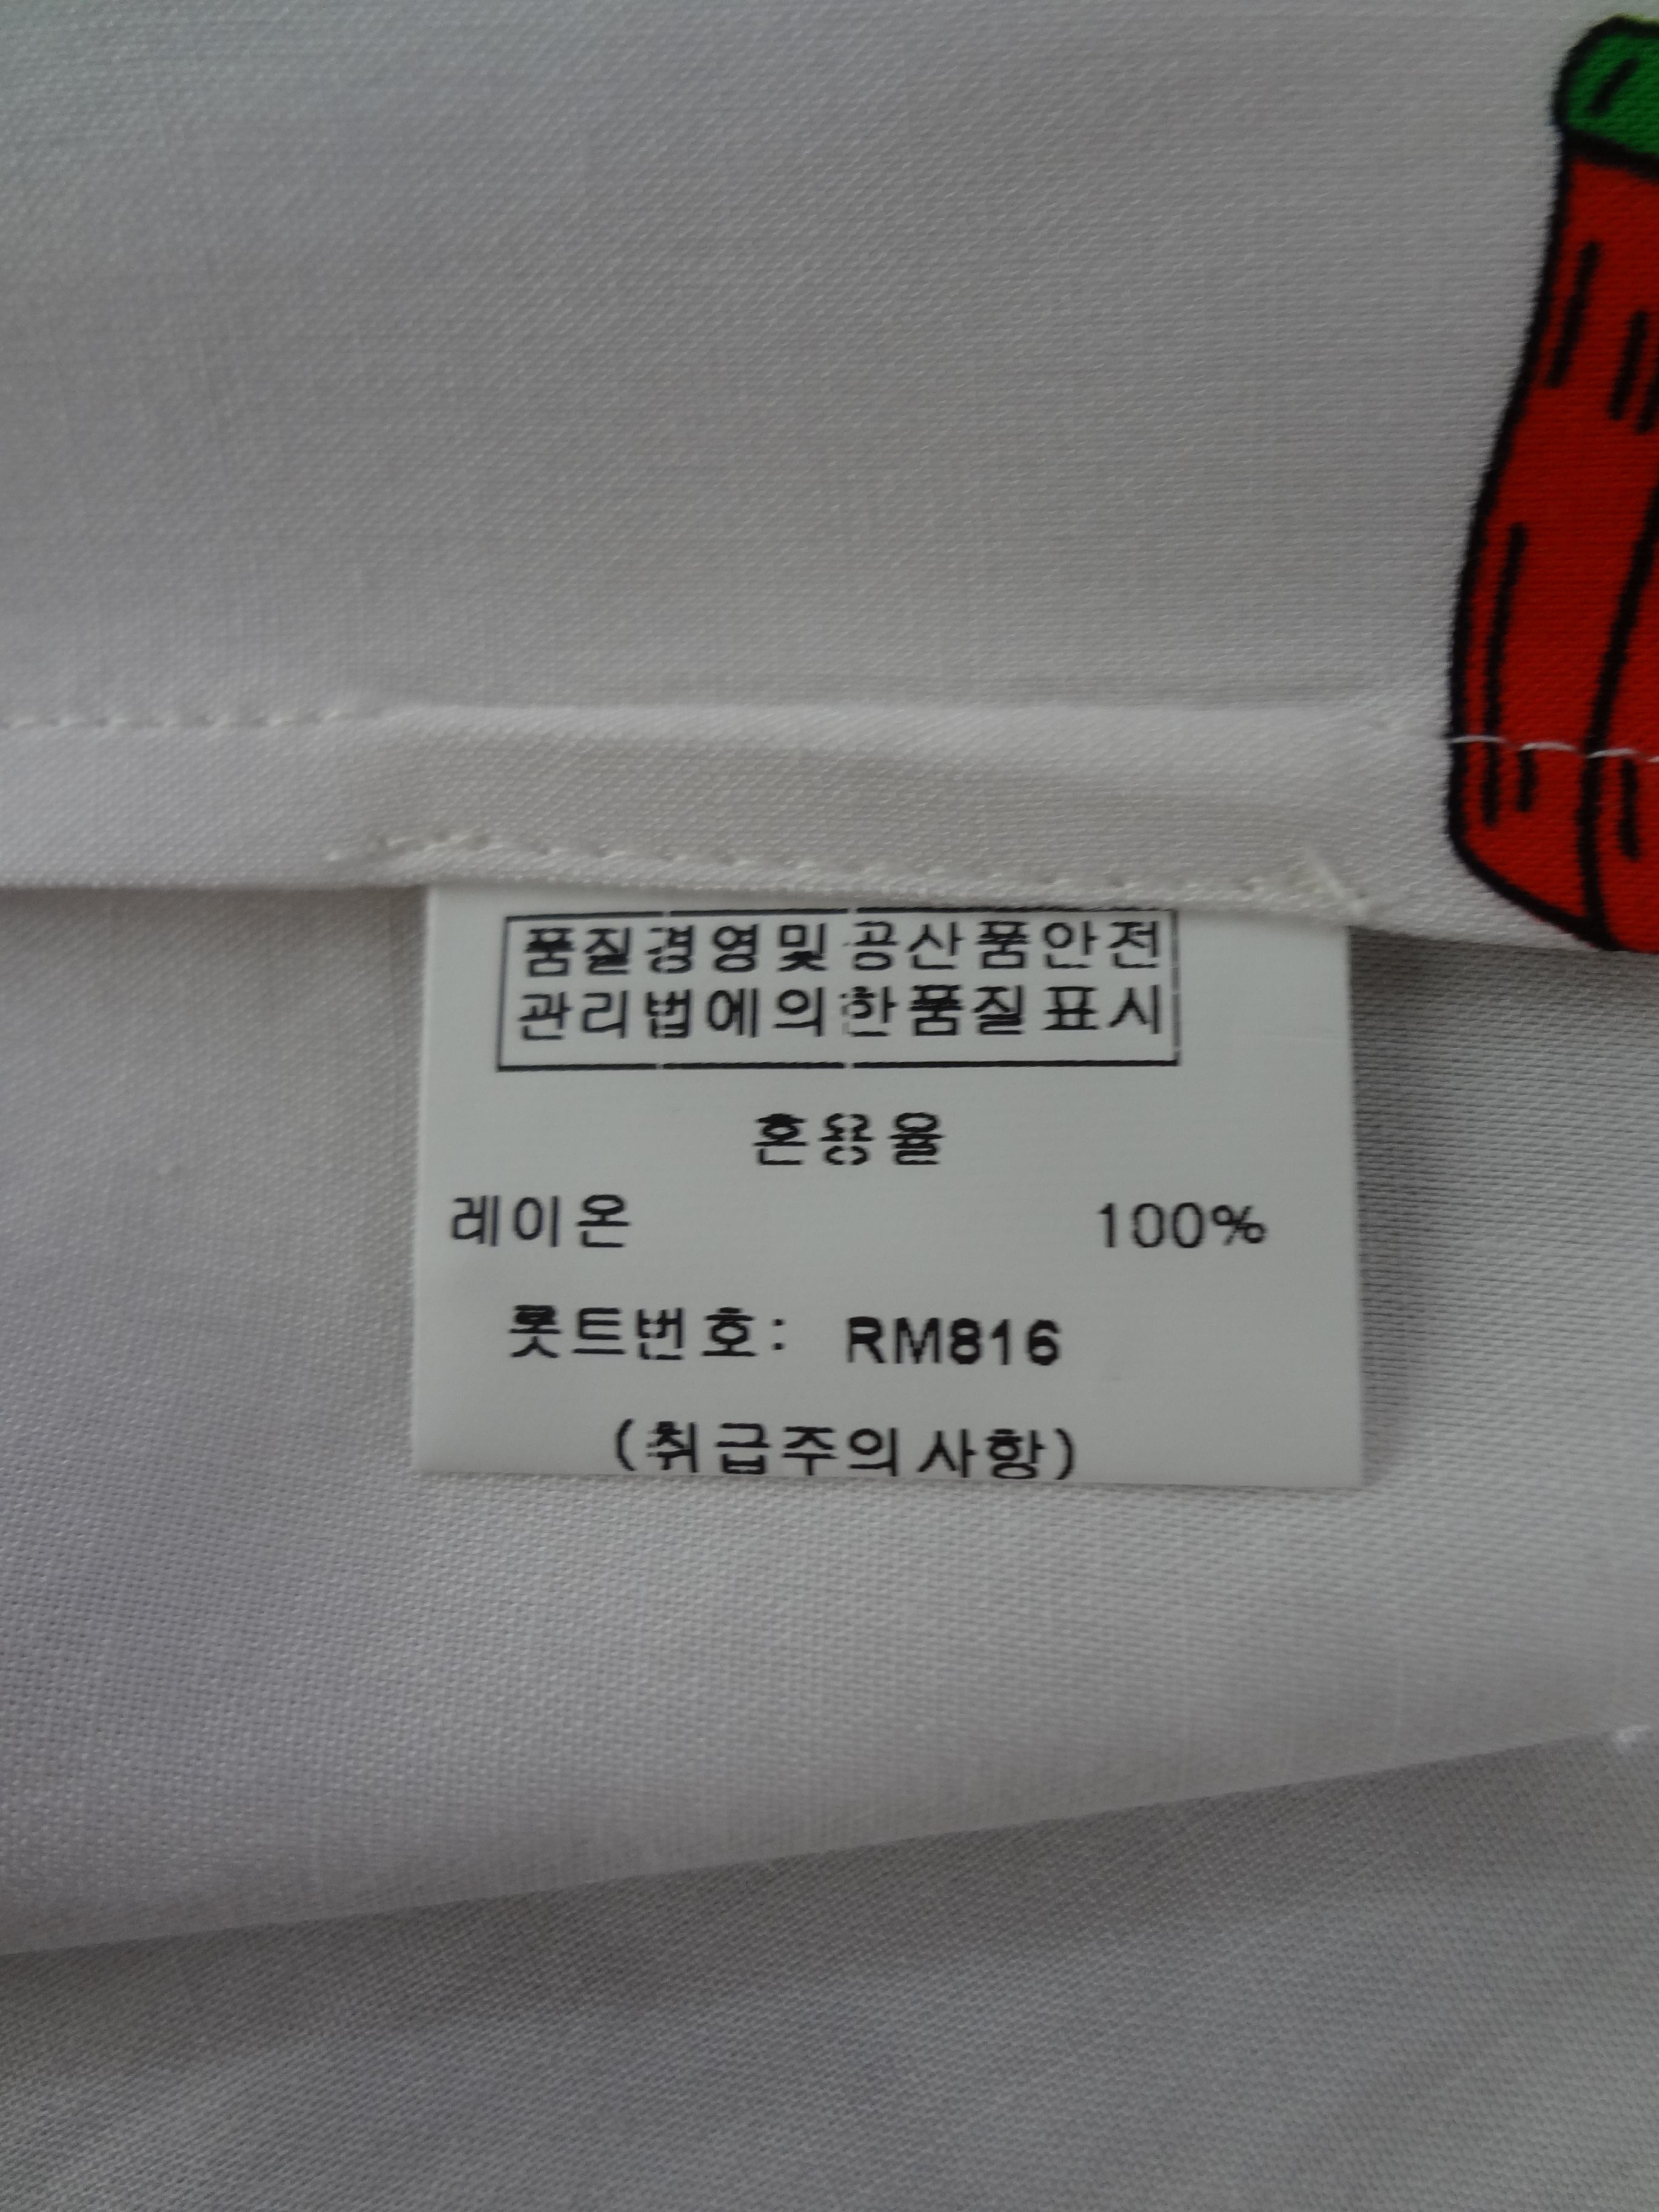 품질경영및공산품안전
관리법에의한품질표시
혼용율
레이온 100%
롯트번호: RM816
(취급주의사항)